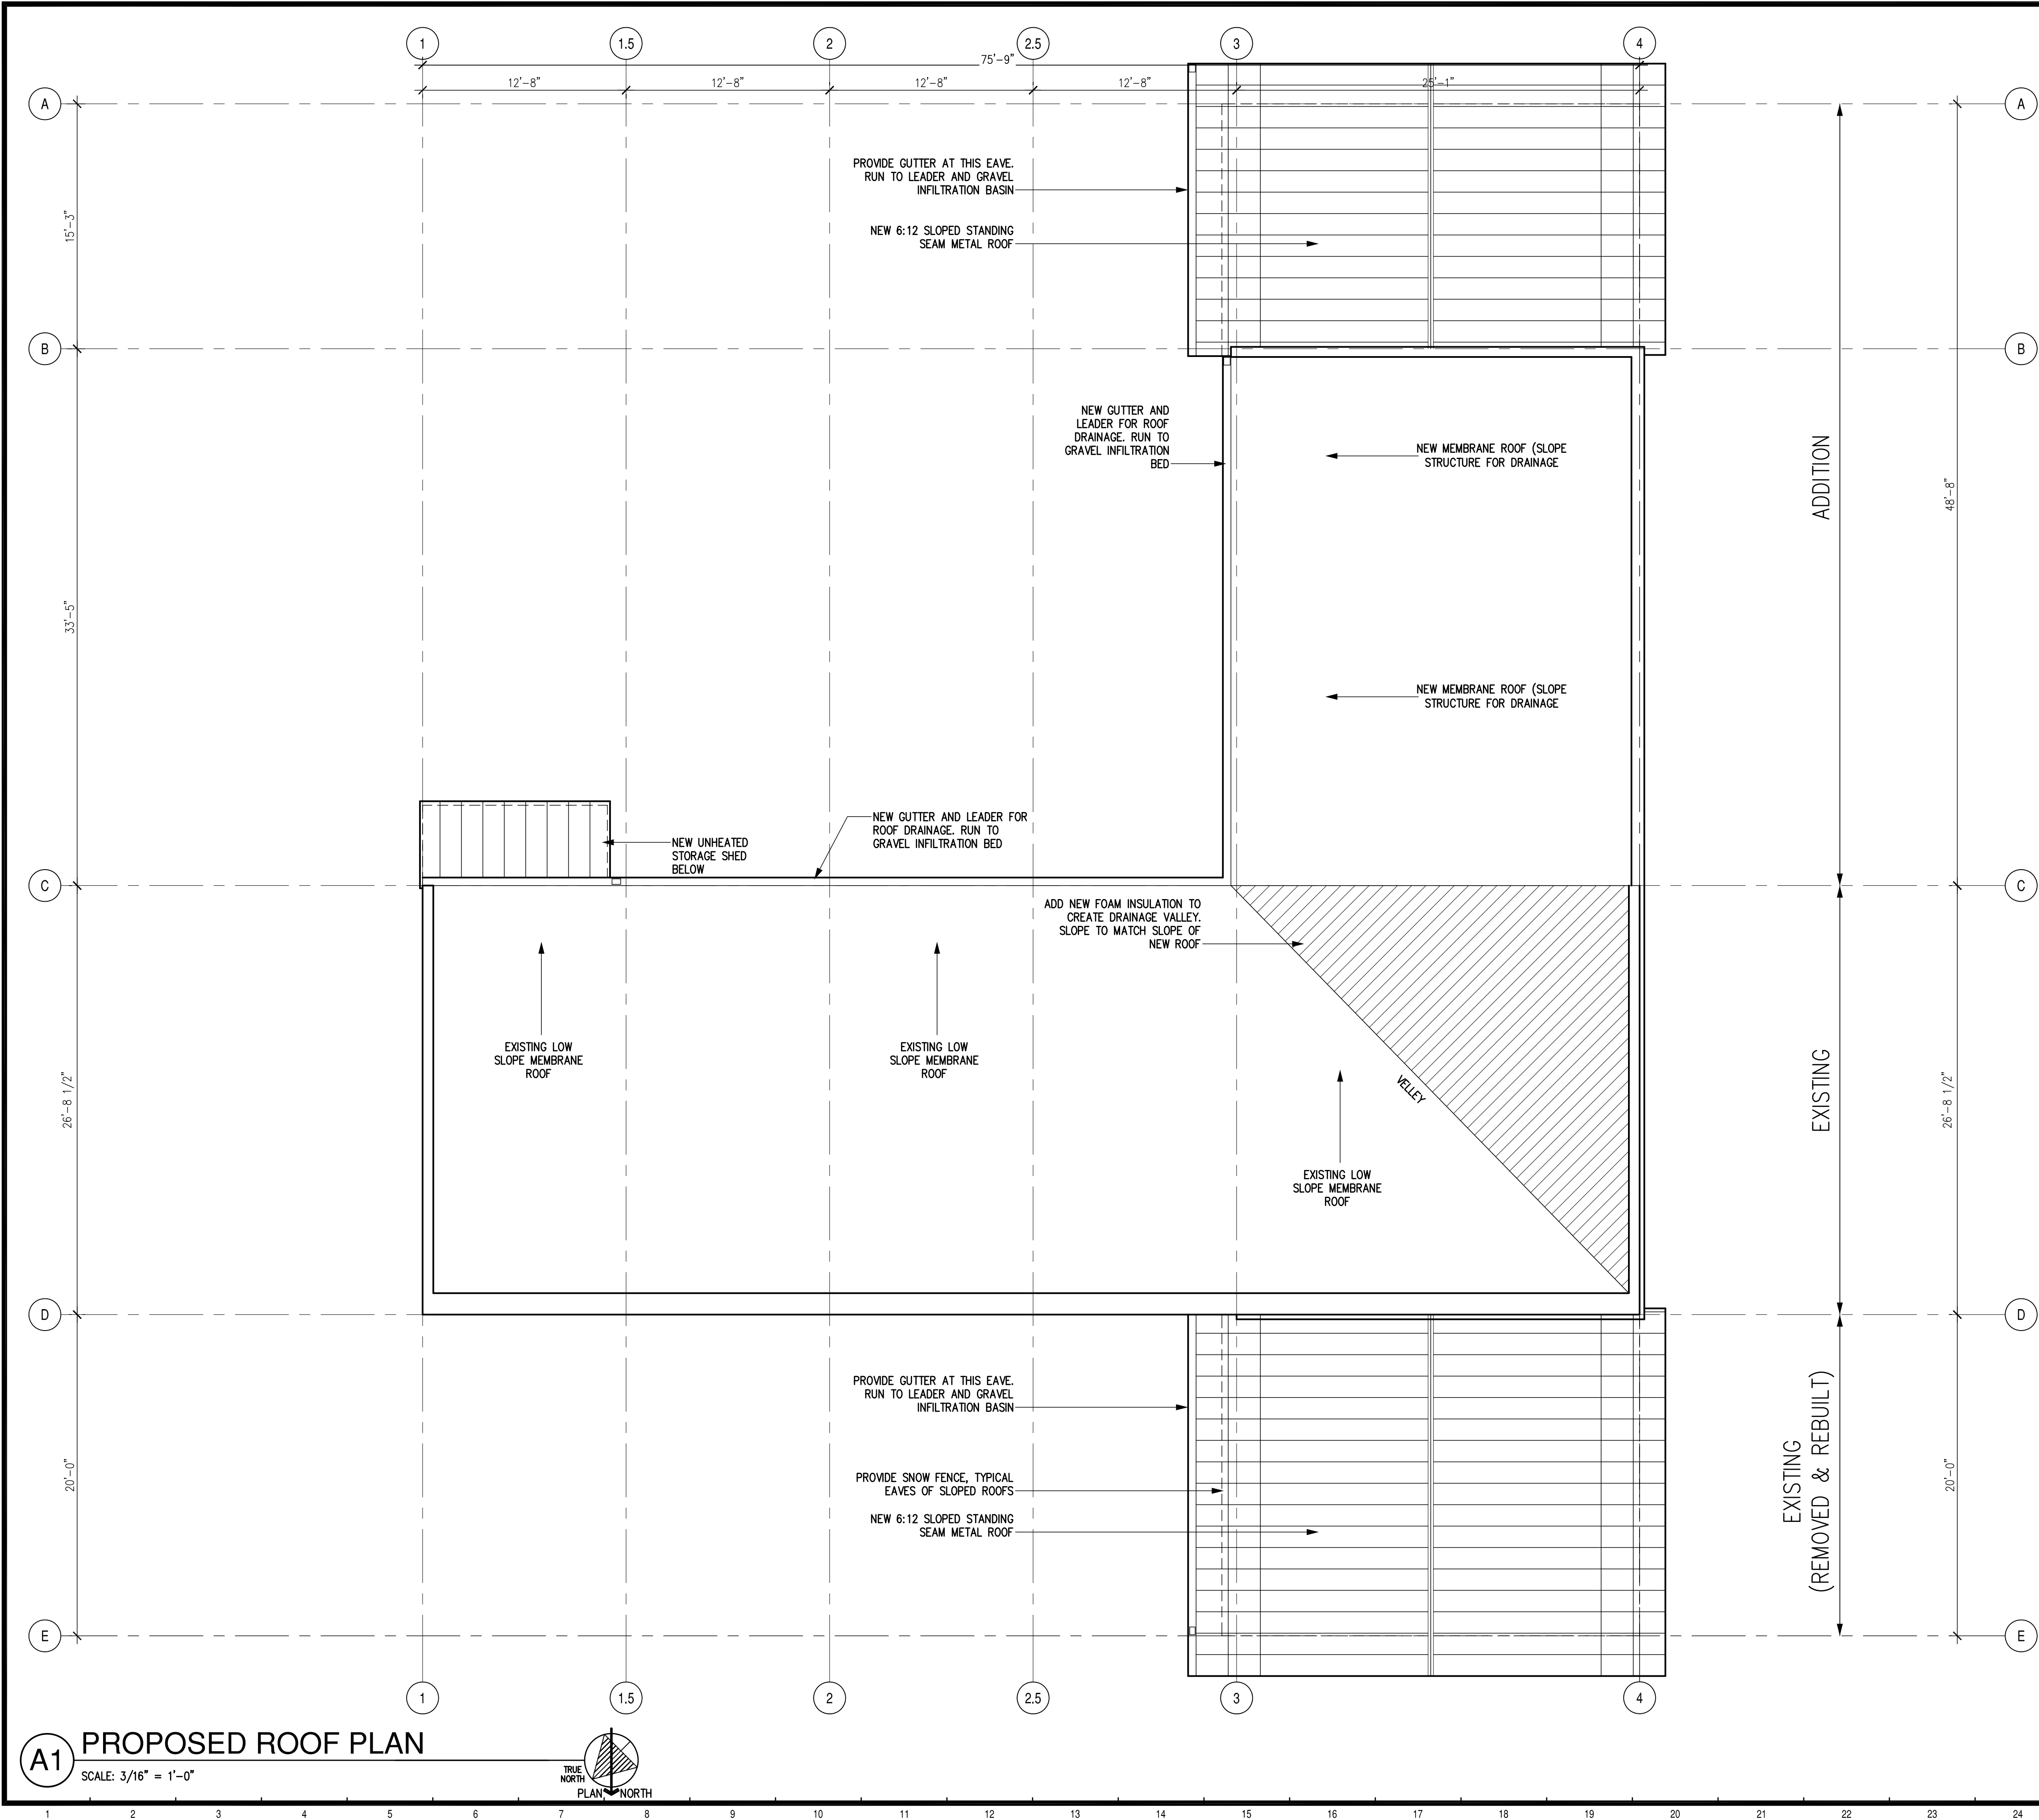 1 1.5 2 2.5 3 4
75'-9"
12'-8" 12'-8" 12'-8" 12'-8" 25'-1"
A A
PROVIDE GUTTER AT THIS EAVE.
RUN TO LEADER AND GRAVEL
INFILTRATION BASIN
15'-3"
NEW 6:12 SLOPED STANDING
SEAM METAL ROOF
B B
NEW GUTTER AND
LEADER FOR ROOF
DRAINAGE. RUN TO
GRAVEL INFILTRATION
BED
NEW MEMBRANE ROOF (SLOPE
STRUCTURE FOR DRAINAGE
ADDITION
48'-8"
33'-5"
NEW MEMBRANE ROOF (SLOPE
STRUCTURE FOR DRAINAGE
NEW GUTTER AND LEADER FOR
ROOF DRAINAGE. RUN TO
GRAVEL INFILTRATION BED
NEW UNHEATED
STORAGE SHED
BELOW
C C
ADD NEW FOAM INSULATION TO
CREATE DRAINAGE VALLEY.
SLOPE TO MATCH SLOPE OF
NEW ROOF
EXISTING LOW
SLOPE MEMBRANE
ROOF
EXISTING LOW
SLOPE MEMBRANE
ROOF
VELLEY
26'-8 1/2"
EXISTING
26'-8 1/2"
EXISTING LOW
SLOPE MEMBRANE
ROOF
D D
PROVIDE GUTTER AT THIS EAVE.
RUN TO LEADER AND GRAVEL
INFILTRATION BASIN
20'-0"
PROVIDE SNOW FENCE, TYPICAL
EAVES OF SLOPED ROOFS
NEW 6:12 SLOPED STANDING
SEAM METAL ROOF
EXISTING
(REMOVED & REBUILT)
20'-0"
E E
1 1.5 2 2.5 3 4
A1
PROPOSED ROOF PLAN
SCALE: 3/16" = 1'-0"
TRUE
NORTH
PLAN NORTH
1 2 3 4 5 6 7 8 9 10 11 12 13 14 15 16 17 18 19 20 21 22 23 24